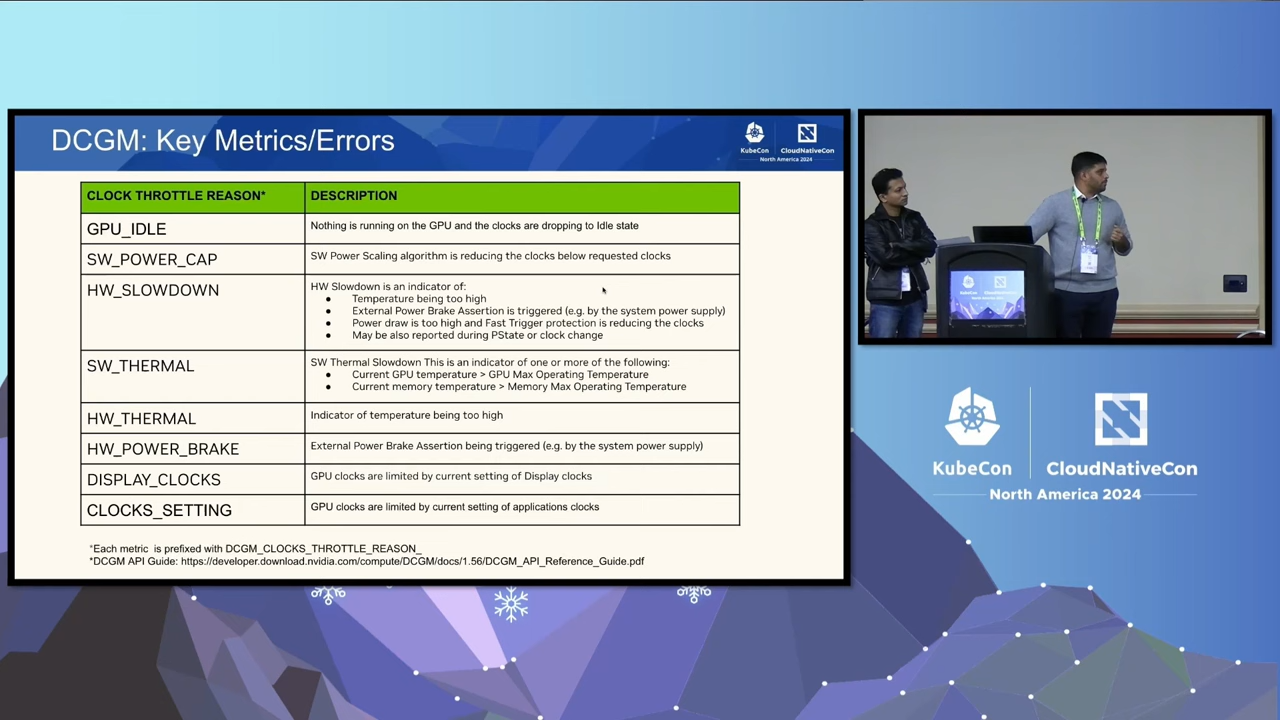 DCGM: Key Metrics/Errors
KubeCon
CloudNativeCon
North America 2024
CLOCK THROTTLE REASON*
DESCRIPTION
GPU_IDLE
Nothing is running on the GPU and the clocks are dropping to Idle state
SW_POWER_CAP
SW Power Scaling algorithm is reducing the clocks below requested clocks
HW_SLOWDOWN
HW Slowdown is an indicator of:
● Temperature being too high
● External Power Brake Assertion is triggered (e.g. by the system power supply)
● Power draw is too high and Fast Trigger protection is reducing the clocks
● May be also reported during PState or clock change
SW_THERMAL
SW Thermal Slowdown This is an indicator of one or more of the following:
● Current GPU temperature > GPU Max Operating Temperature
● Current memory temperature > Memory Max Operating Temperature
HW_THERMAL
Indicator of temperature being too high
HW_POWER_BRAKE
External Power Brake Assertion being triggered (e.g. by the system power supply)
DISPLAY_CLOCKS
GPU clocks are limited by current setting of Display clocks
CLOCKS_SETTING
GPU clocks are limited by current setting of applications clocks
*Each metric is prefixed with DCGM_CLOCKS_THROTTLE_REASON_
*DCGM API Guide: https://developer.download.nvidia.com/compute/DCGM/docs/1.56/DCGM_API_Reference_Guide.pdf
KubeCon
CloudNativeCon
KubeCon
CloudNativeCon
North America 2024